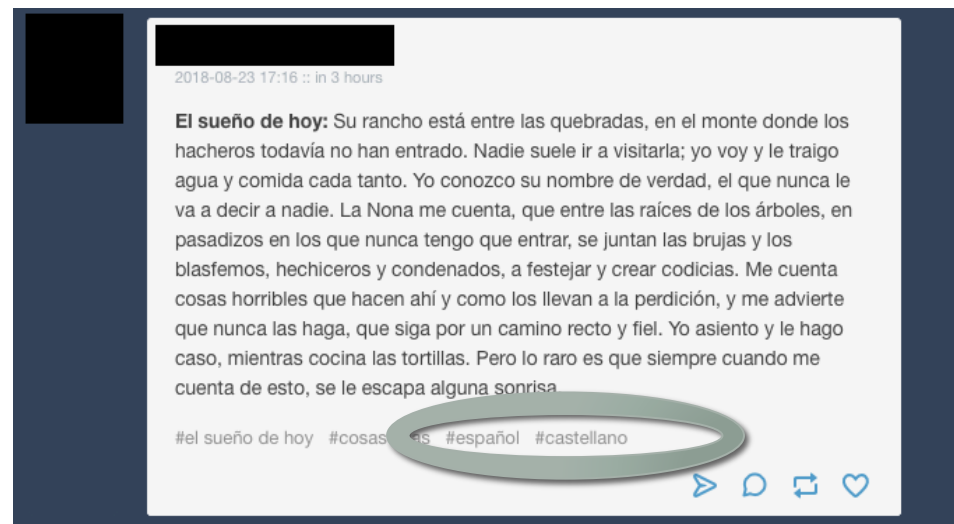 2018-08-23 17:16 :: in 3 hours
El sueño de hoy: Su rancho está entre las quebradas, en el monte donde los
hacheros todavía no han entrado. Nadie suele ir a visitarla; yo voy y le traigo
agua y comida cada tanto. Yo conozco su nombre de verdad, el que nunca le
va a decir a nadie. La Nona me cuenta, que entre las raíces de los árboles, en
pasadizos en los que nunca tengo que entrar, se juntan las brujas y los
blasfemos, hechiceros y condenados, a festejar y crear codicias. Me cuenta
cosas horribles que hacen ahí y como los llevan a la perdición, y me advierte
que nunca las haga, que siga por un camino recto y fiel. Yo asiento y le hago
caso, mientras cocina las tortillas. Pero lo raro es que siempre cuando me
cuenta de esto, se le escapa alguna sonrisa
#el sueño de hoy #cosas #español #castellano